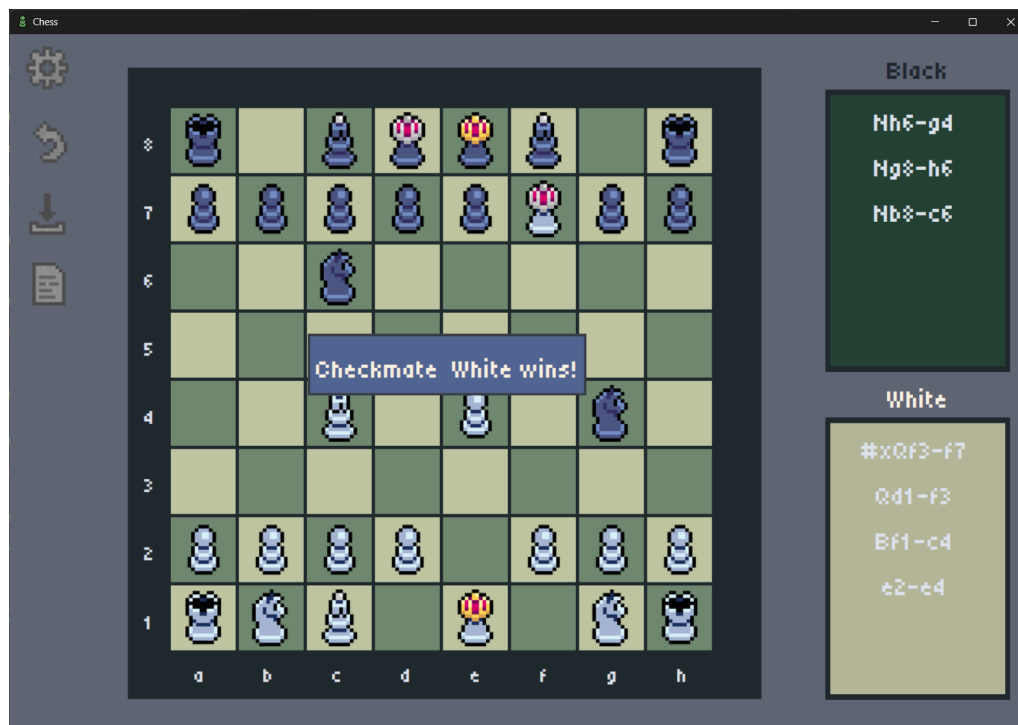 Chess
Black
Nh6-g4
Ng8-h6
Nb8-c6
8
7
6
5
Checkmate White wins!
4
3
2
1
a b c d e f g h
White
#xQf3-f7
Qd1-f3
Bf1-c4
e2-e4